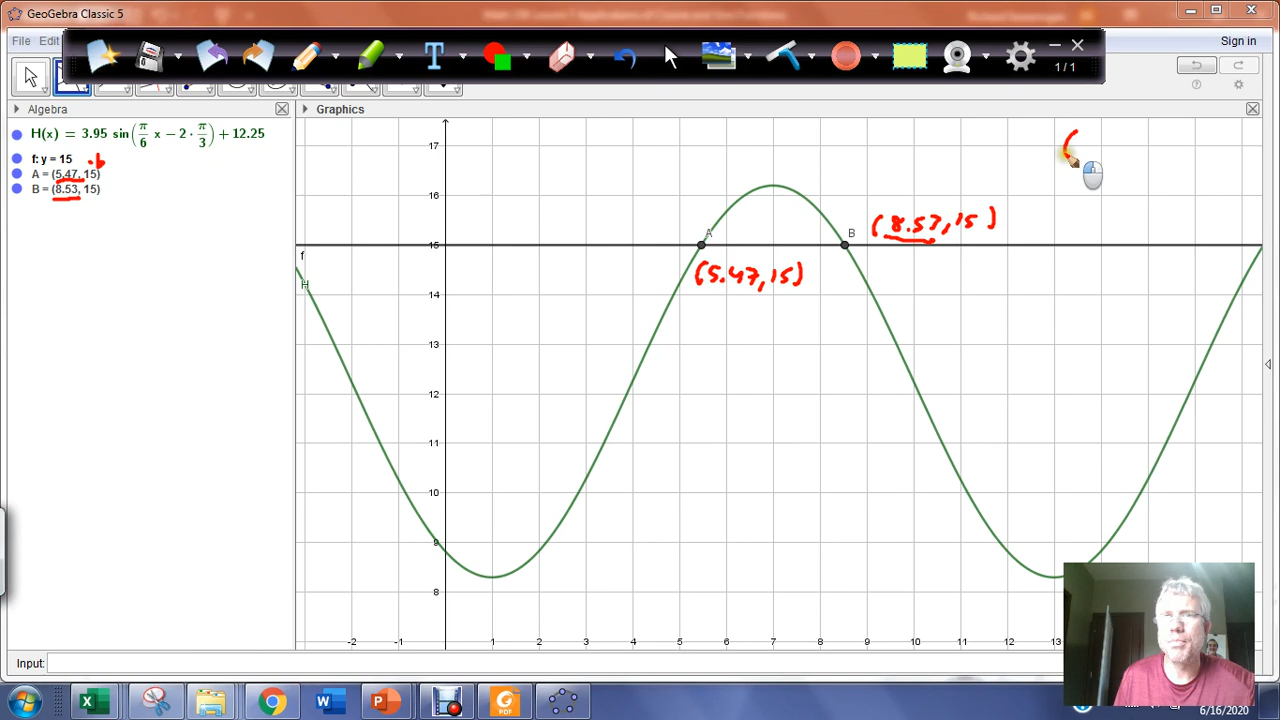 GeoGebra Classic 5
File Edit
1/1
Sign in
Algebra
Graphics
H(x) = 3.95 sin(π/6 x − 2 · π/3) + 12.25
f: y = 15
A = (5.47, 15)
B = (8.53, 15)
17
16
15
14
13
12
11
10
9
8
f
H
A
B
(8.53, 15)
(5.47, 15)
-2 -1 1 2 3 4 5 6 7 8 9 10 11 12 13
Input:
6/16/2020